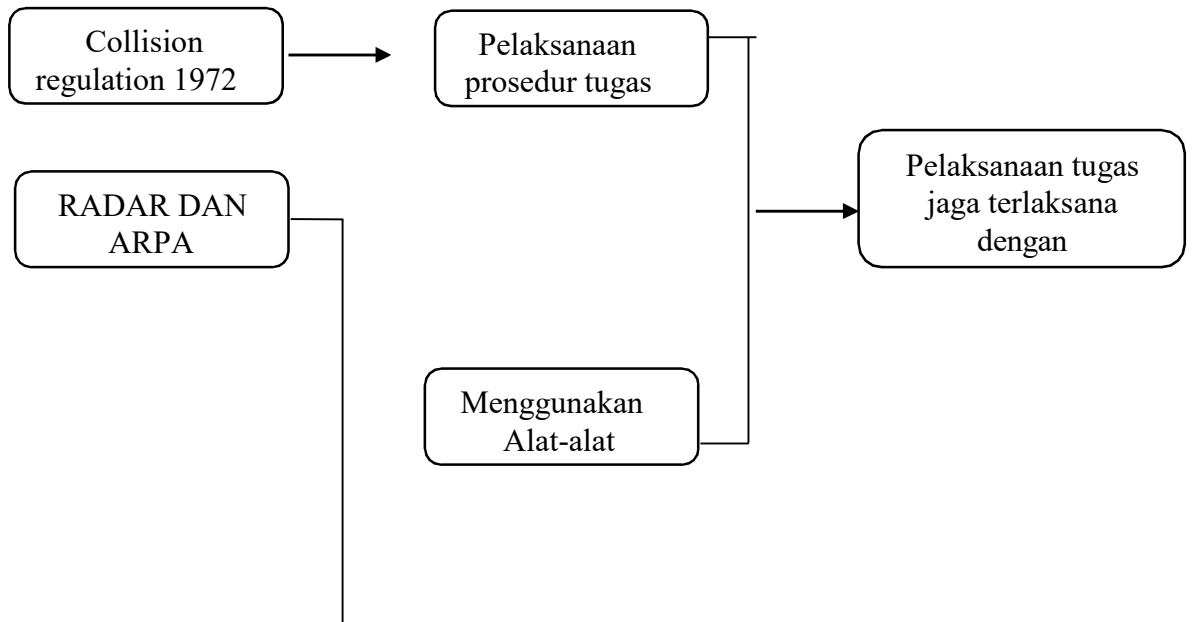 Collision
regulation 1972
Pelaksanaan
prosedur tugas
RADAR DAN
ARPA
Pelaksanaan tugas
jaga terlaksana
dengan
Menggunakan
Alat-alat